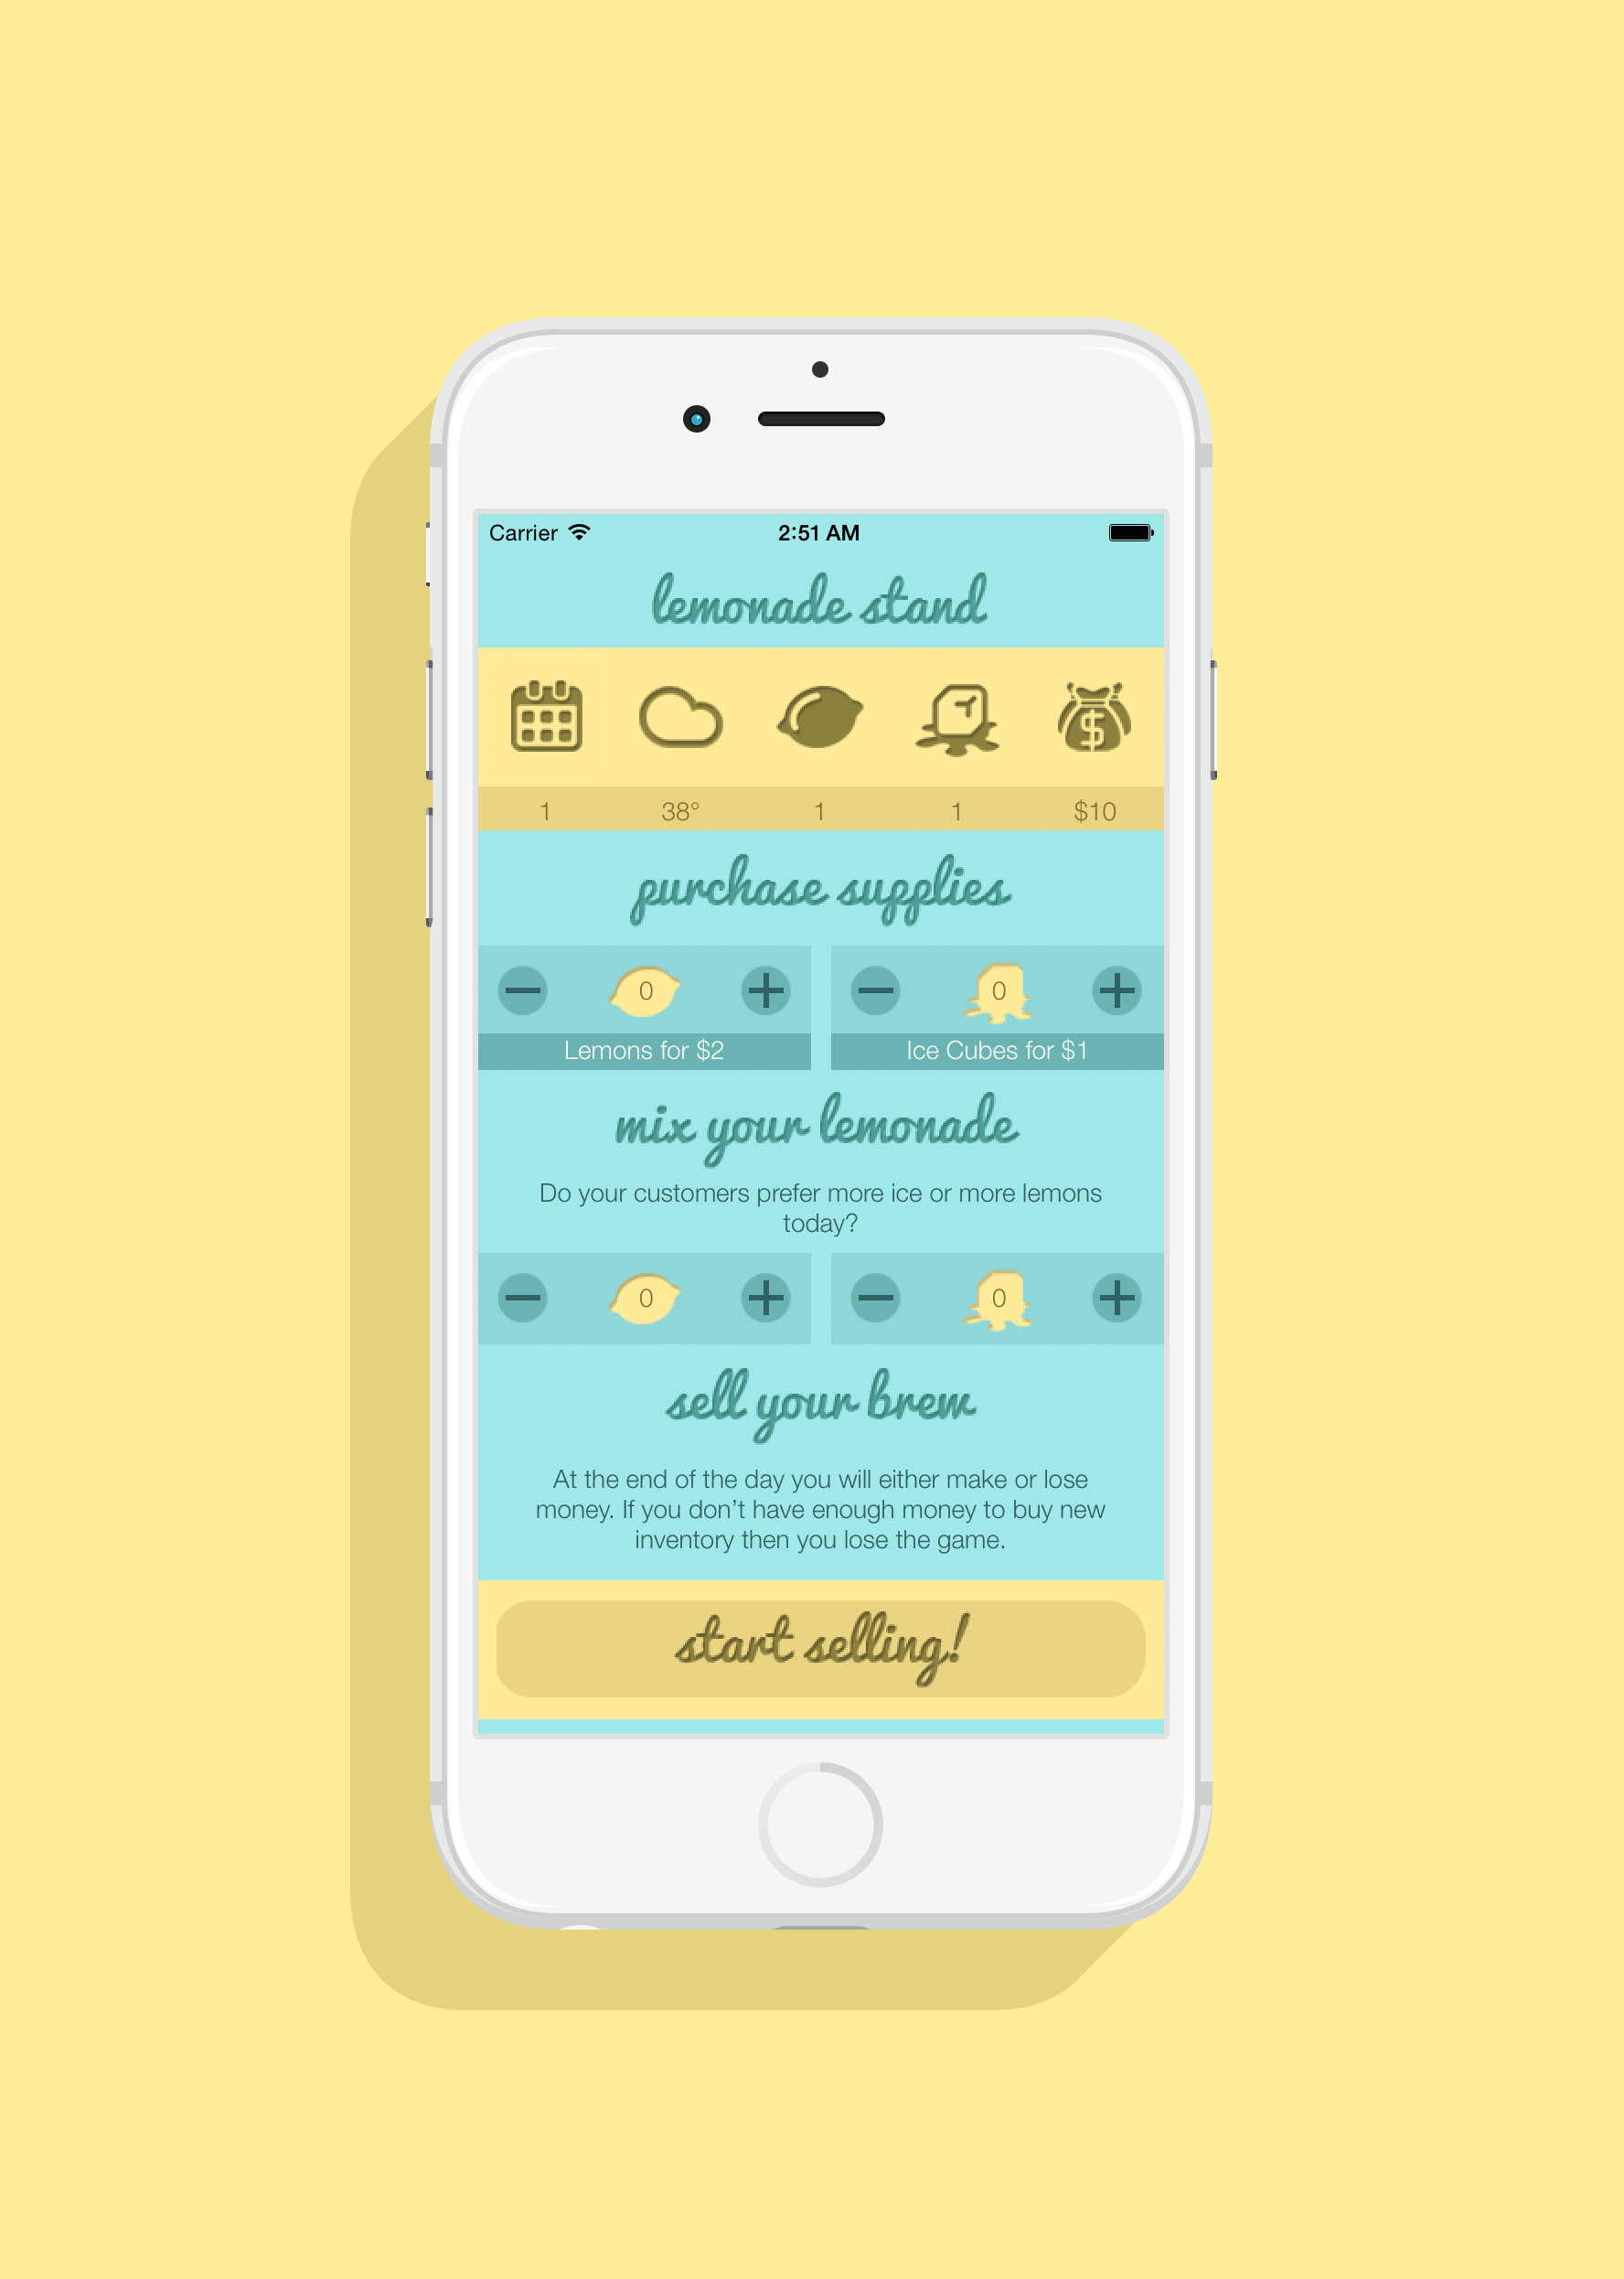 Carrier 2:51 AM
lemonade stand
$
1 38° 1 1 $10
purchase supplies
0 0
Lemons for $2 Ice Cubes for $1
mix your lemonade
Do your customers prefer more ice or more lemons
today?
0 0
sell your brew
At the end of the day you will either make or lose
money. If you don’t have enough money to buy new
inventory then you lose the game.
start selling!